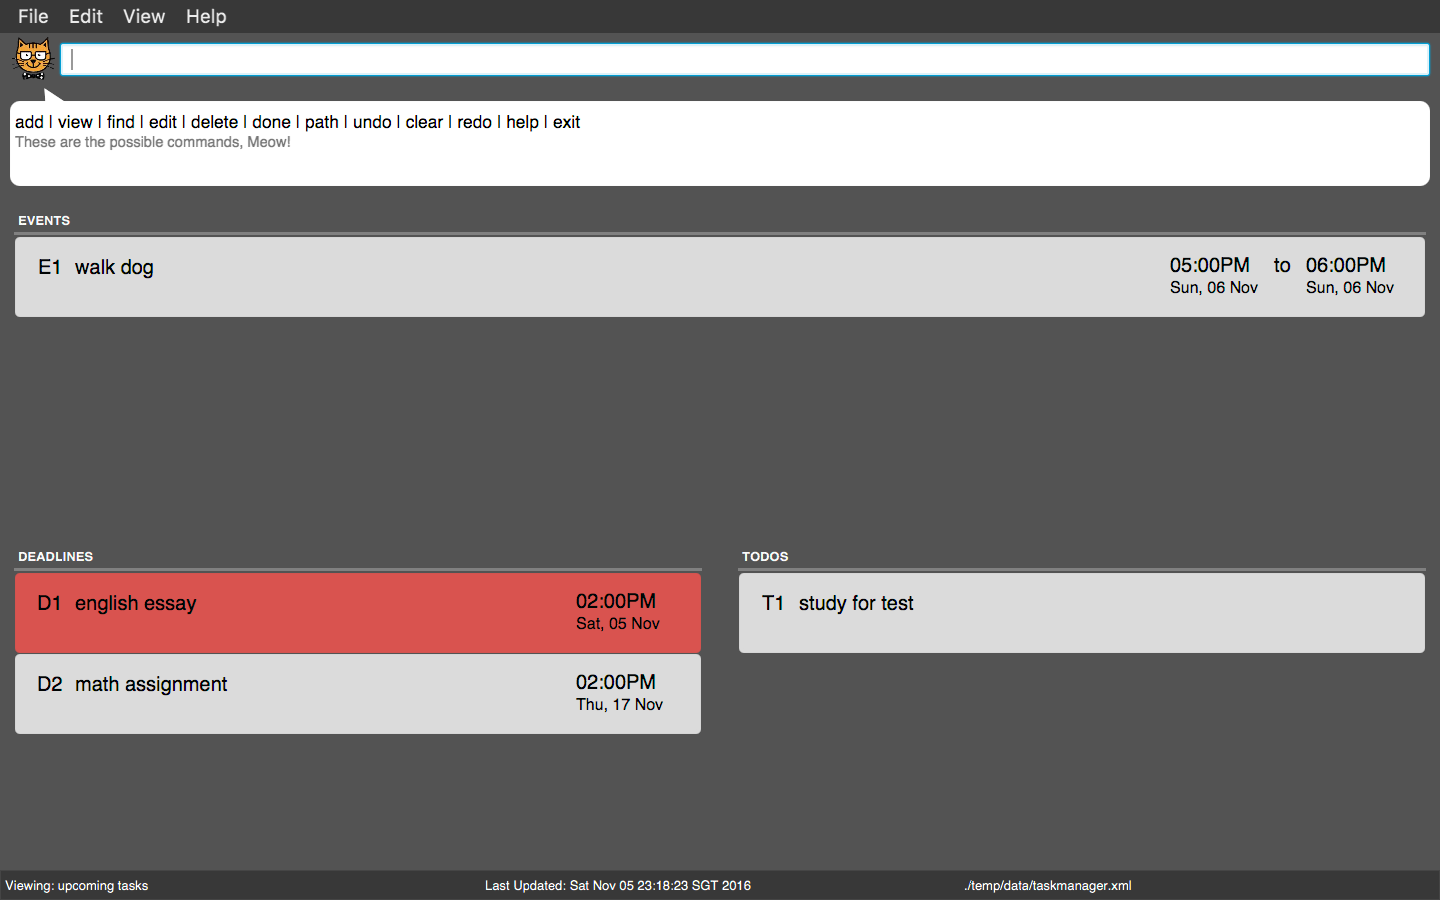 File Edit View Help
add | view | find | edit | delete | done | path | undo | clear | redo | help | exit
These are the possible commands, Meow!
EVENTS
E1 walk dog 05:00PM to 06:00PM
Sun, 06 Nov Sun, 06 Nov
DEADLINES
D1 english essay 02:00PM
Sat, 05 Nov
D2 math assignment 02:00PM
Thu, 17 Nov
TODOS
T1 study for test
Viewing: upcoming tasks Last Updated: Sat Nov 05 23:18:23 SGT 2016 ./temp/data/taskmanager.xml